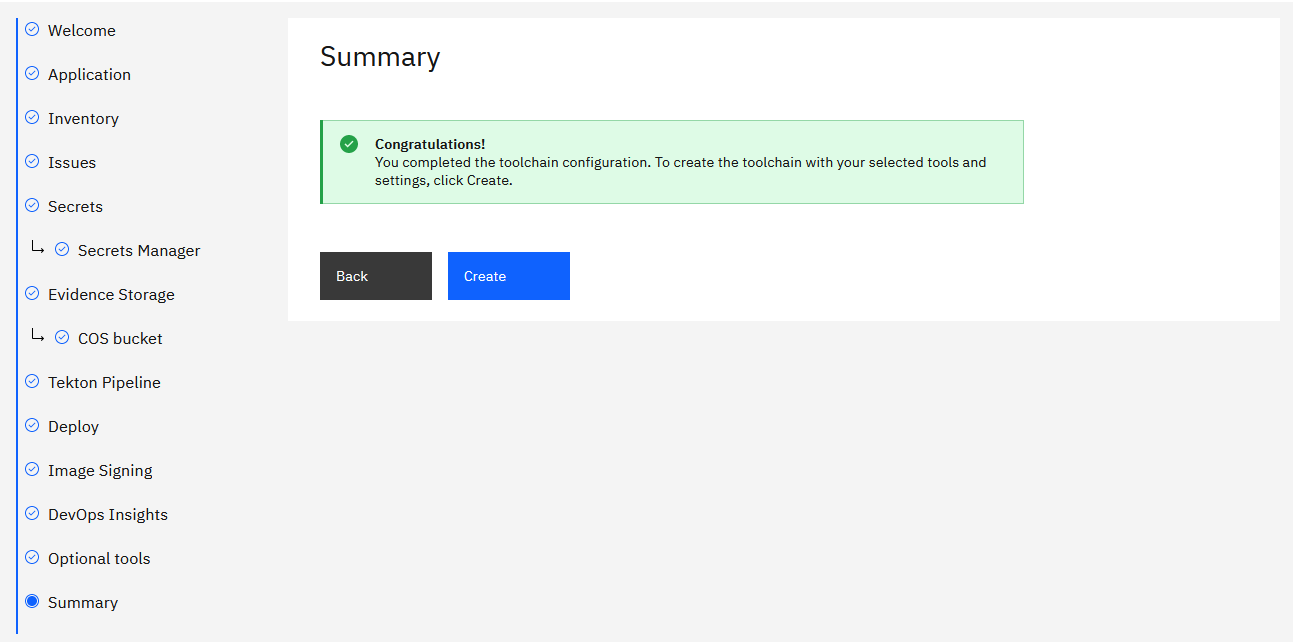 Welcome
Application
Inventory
Issues
Secrets
Secrets Manager
Evidence Storage
COS bucket
Tekton Pipeline
Deploy
Image Signing
DevOps Insights
Optional tools
Summary
Summary
Congratulations!
You completed the toolchain configuration. To create the toolchain with your selected tools and
settings, click Create.
Back
Create